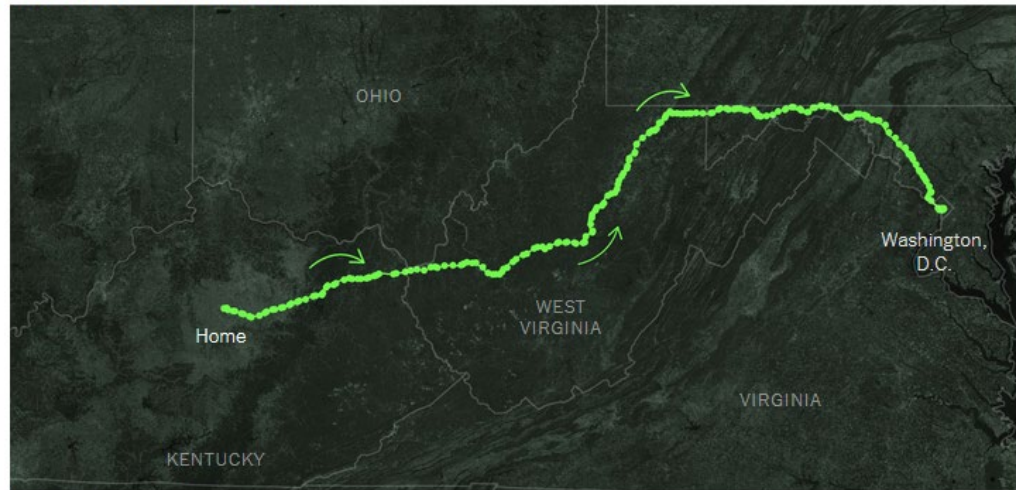 OHIO
Washington,
D.C.
WEST
VIRGINIA
Home
VIRGINIA
KENTUCKY